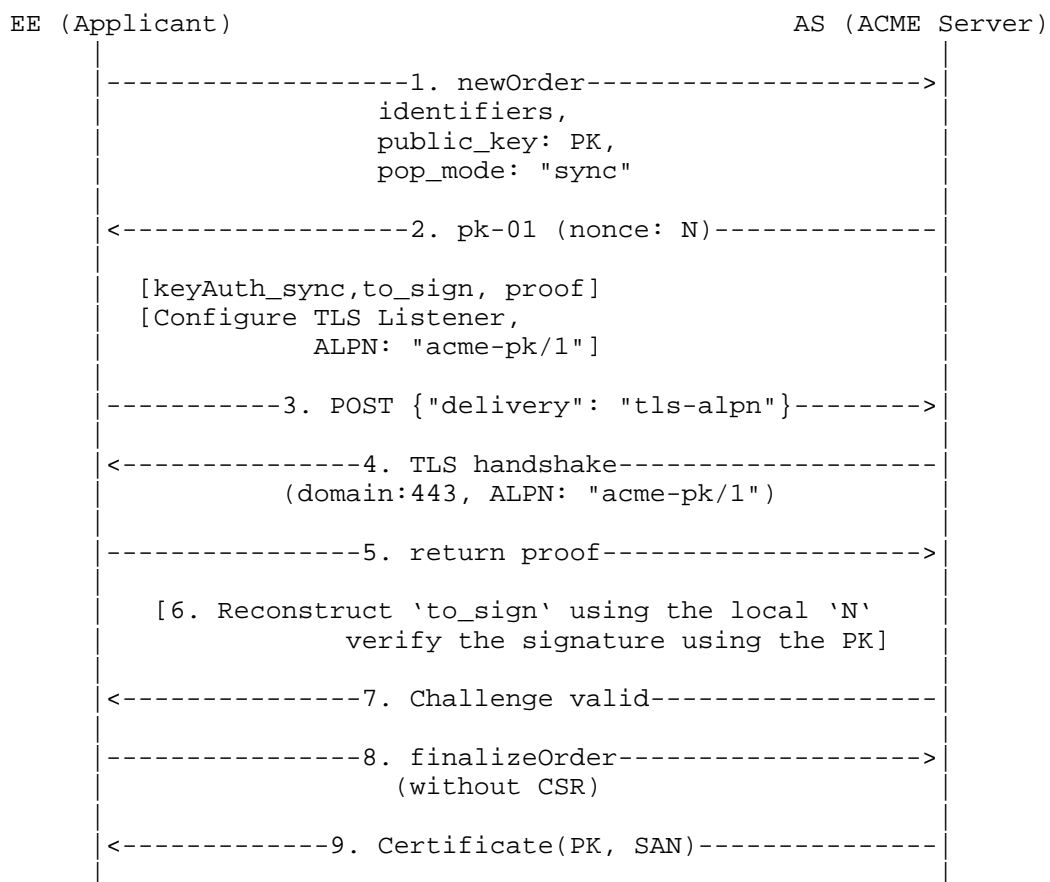 EE (Applicant) AS (ACME Server)
|------------------1. newOrder-------------------->|
identifiers,
public_key: PK,
pop_mode: "sync"
|<-----------------2. pk-01 (nonce: N)-------------|
[keyAuth_sync,to_sign, proof]
[Configure TLS Listener,
ALPN: "acme-pk/1"]
|-----------3. POST {"delivery": "tls-alpn"}-------->|
|<--------------4. TLS handshake-------------------|
(domain:443, ALPN: "acme-pk/1")
|---------------5. return proof------------------->|
[6. Reconstruct ‘to_sign‘ using the local ‘N‘
verify the signature using the PK]
|<--------------7. Challenge valid-----------------|
|---------------8. finalizeOrder------------------->|
(without CSR)
|<-------------9. Certificate(PK, SAN)--------------|